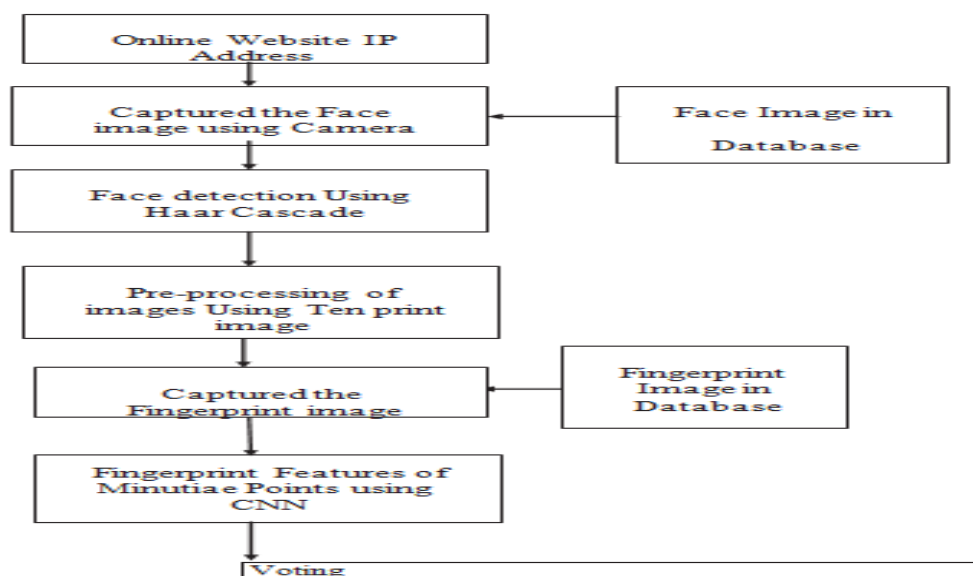 Online Website IP
Address
Captured the Face
image using Camera
Face Image in
Database
Face detection Using
Haar Cascade
Pre-processing of
images Using Ten print
image
Captured the
Fingerprint image
Fingerprint
Image in
Database
Fingerprint Features of
Minutiae Points using
CNN
Voting